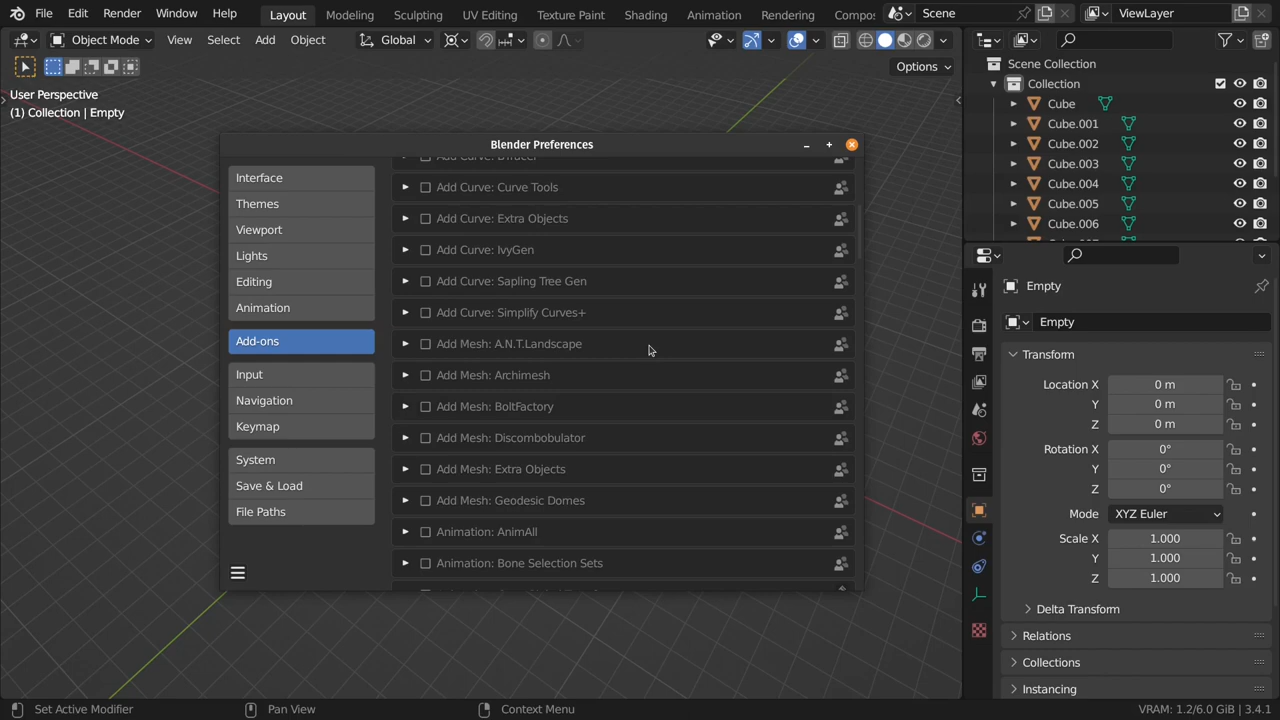 File Edit Render Window Help Layout Modeling Sculpting UV Editing Texture Paint Shading Animation Rendering Compos Scene ViewLayer
Object Mode View Select Add Object Global
Options
User Perspective
(1) Collection | Empty
Blender Preferences
Interface
Themes
Viewport
Lights
Editing
Animation
Add-ons
Input
Navigation
Keymap
System
Save & Load
File Paths
Add Curve: Curve Tools
Add Curve: Extra Objects
Add Curve: IvyGen
Add Curve: Sapling Tree Gen
Add Curve: Simplify Curves+
Add Mesh: A.N.T.Landscape
Add Mesh: Archimesh
Add Mesh: BoltFactory
Add Mesh: Discombobulator
Add Mesh: Extra Objects
Add Mesh: Geodesic Domes
Animation: AnimAll
Animation: Bone Selection Sets
Scene Collection
Collection
Cube
Cube.001
Cube.002
Cube.003
Cube.004
Cube.005
Cube.006
Empty
Empty
Transform
Location X 0 m
Y 0 m
Z 0 m
Rotation X 0°
Y 0°
Z 0°
Mode XYZ Euler
Scale X 1.000
Y 1.000
Z 1.000
Delta Transform
Relations
Collections
Instancing
Set Active Modifier Pan View Context Menu VRAM: 1.2/6.0 GiB | 3.4.1